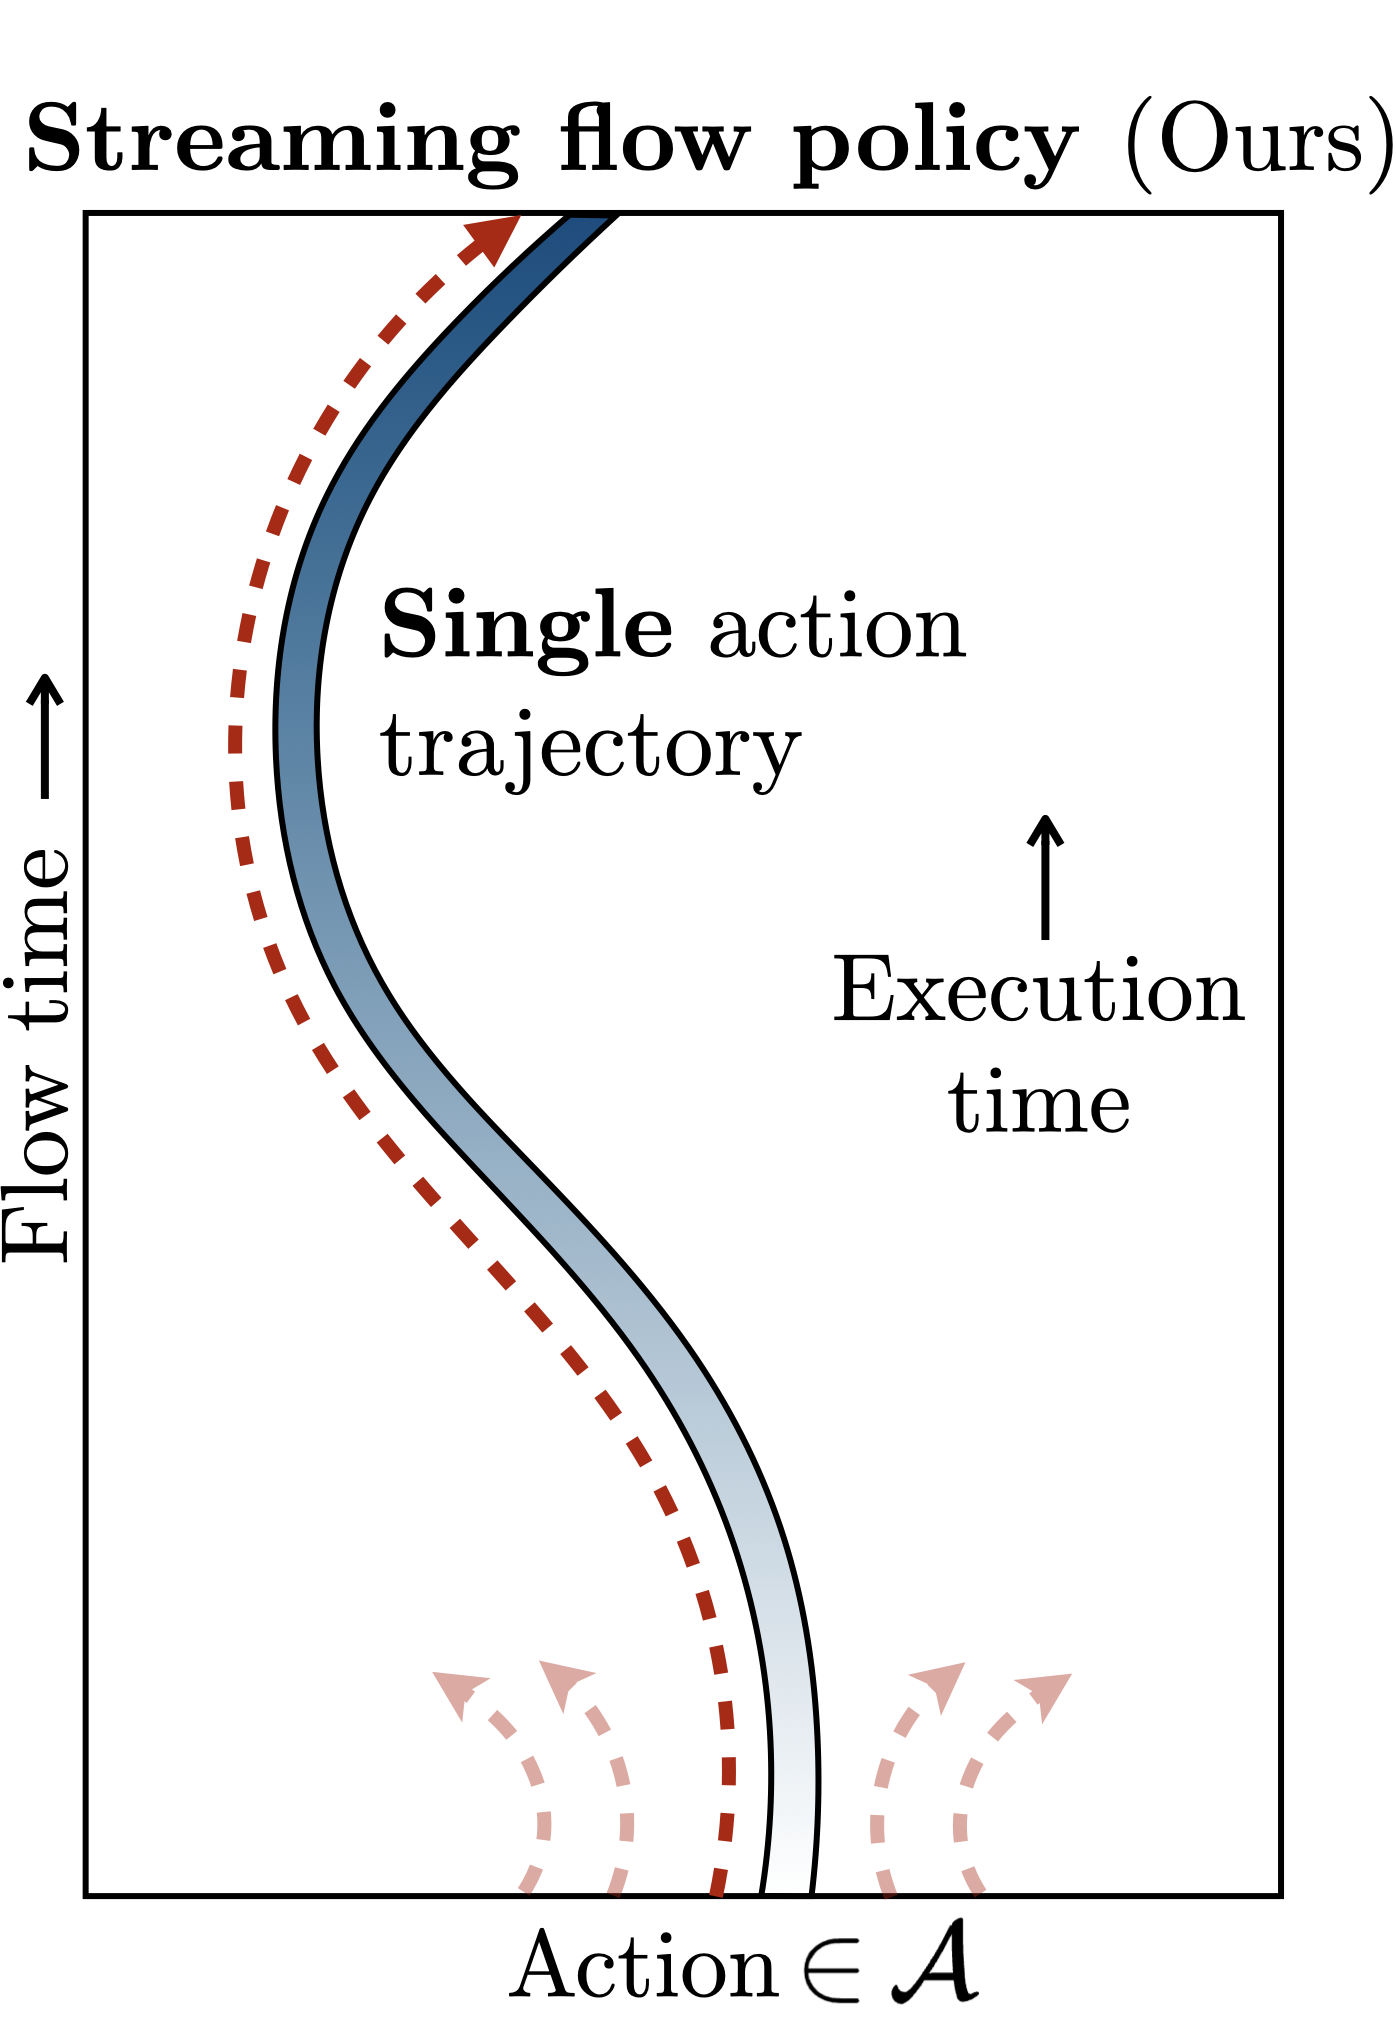 Streaming flow policy (Ours)
Single action
trajectory
Flow time →
Execution
time
Action ∈ 𝒜